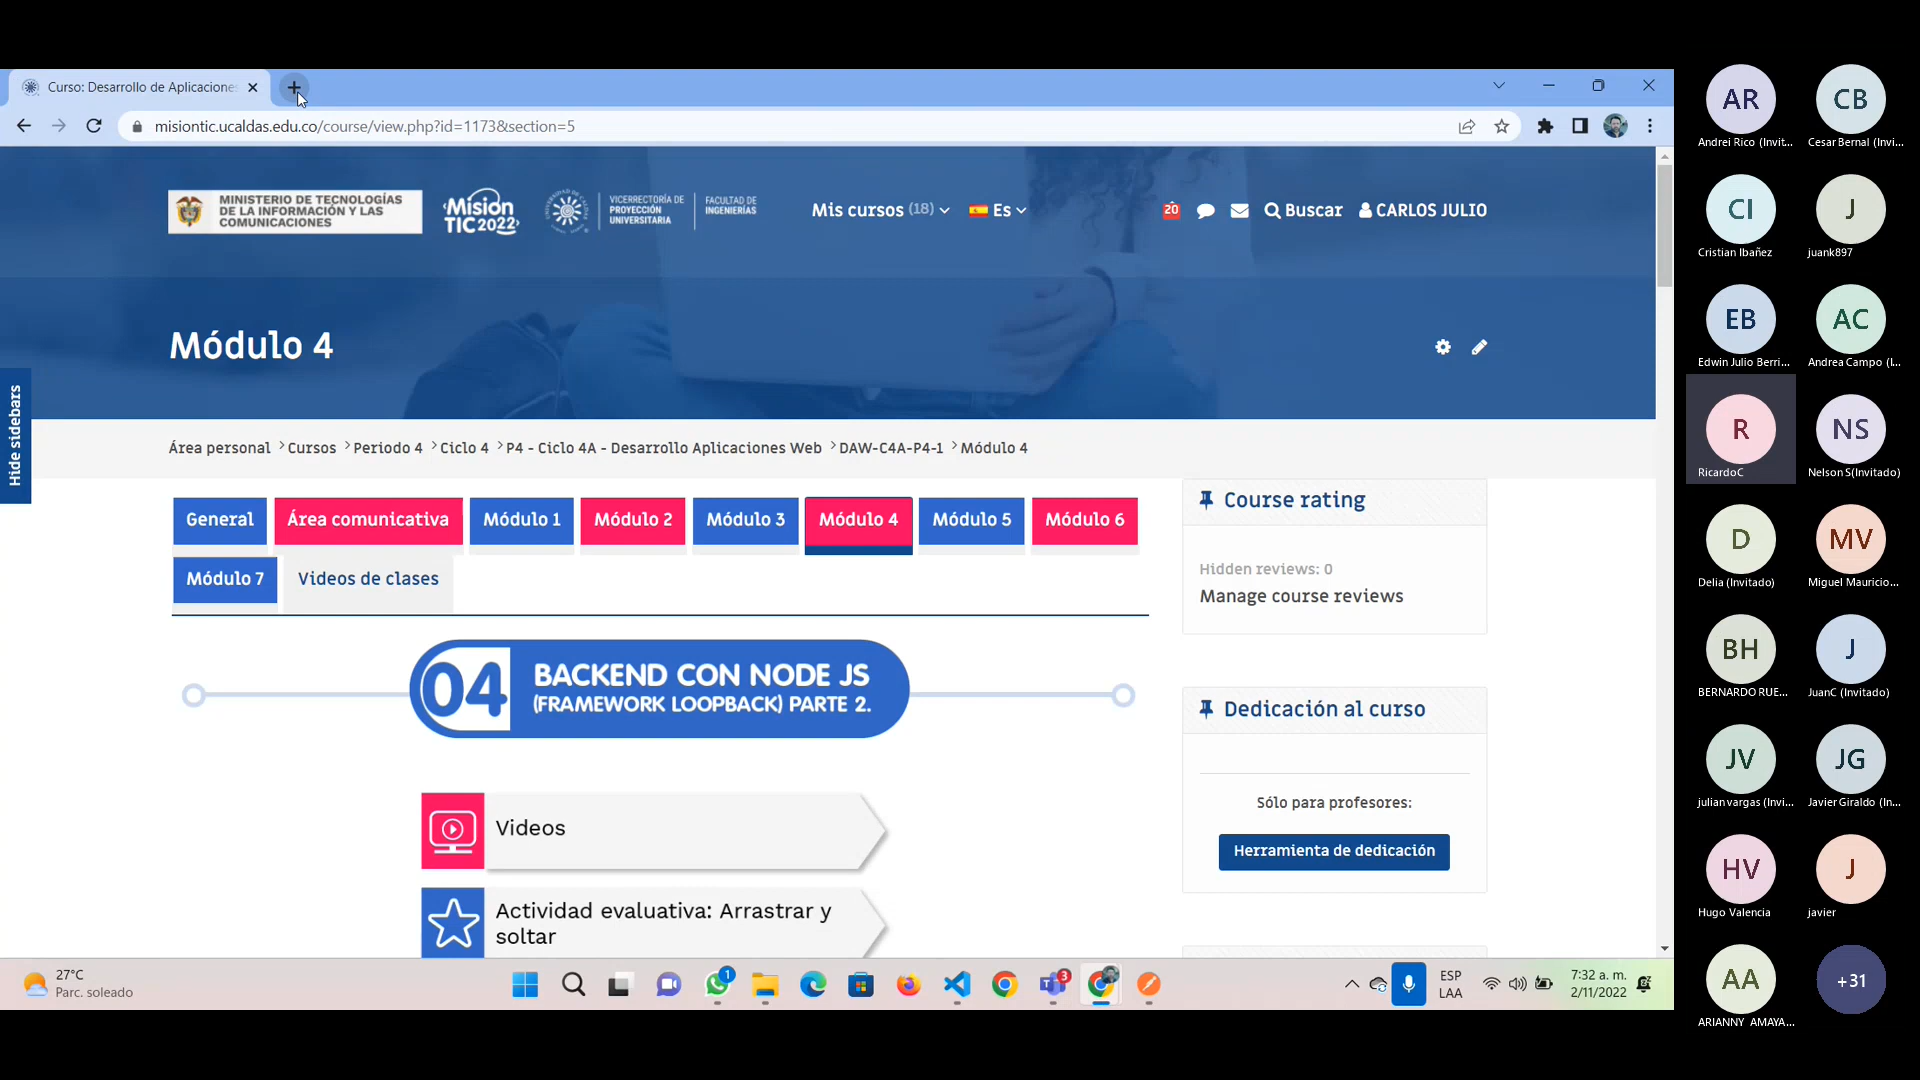 Curso: Desarrollo de Aplicacione
misiontic.ucaldas.edu.co/course/view.php?id=1173&section=5
MINISTERIO DE TECNOLOGÍAS
DE LA INFORMACIÓN Y LAS
COMUNICACIONES
Misión
TIC2022
VICERRECTORÍA DE
PROYECCIÓN
UNIVERSITARIA
FACULTAD DE
INGENIERÍAS
Mis cursos (18)
Es
20
Buscar
CARLOS JULIO
Módulo 4
Hide sidebars
Área personal > Cursos > Periodo 4 > Ciclo 4 > P4 - Ciclo 4A - Desarrollo Aplicaciones Web > DAW-C4A-P4-1 > Módulo 4
General
Área comunicativa
Módulo 1
Módulo 2
Módulo 3
Módulo 4
Módulo 5
Módulo 6
Módulo 7
Videos de clases
04
BACKEND CON NODE JS
(FRAMEWORK LOOPBACK) PARTE 2.
Videos
Actividad evaluativa: Arrastrar y
soltar
Course rating
Hidden reviews: 0
Manage course reviews
Dedicación al curso
Sólo para profesores:
Herramienta de dedicación
27°C
Parc. soleado
1
3
ESP
LAA
7:32 a. m.
2/11/2022
AR
Andrei Rico (Invit...
CB
Cesar Bernal (Invi...
CI
Cristian Ibañez
J
juank897
EB
Edwin Julio Berri...
AC
Andrea Campo (I...
R
RicardoC
NS
Nelson S(Invitado)
D
Delia (Invitado)
MV
Miguel Mauricio...
BH
BERNARDO RUE...
J
JuanC (Invitado)
JV
julian vargas (Invi...
JG
Javier Giraldo (In...
HV
Hugo Valencia
J
javier
AA
ARIANNY AMAYA...
+31